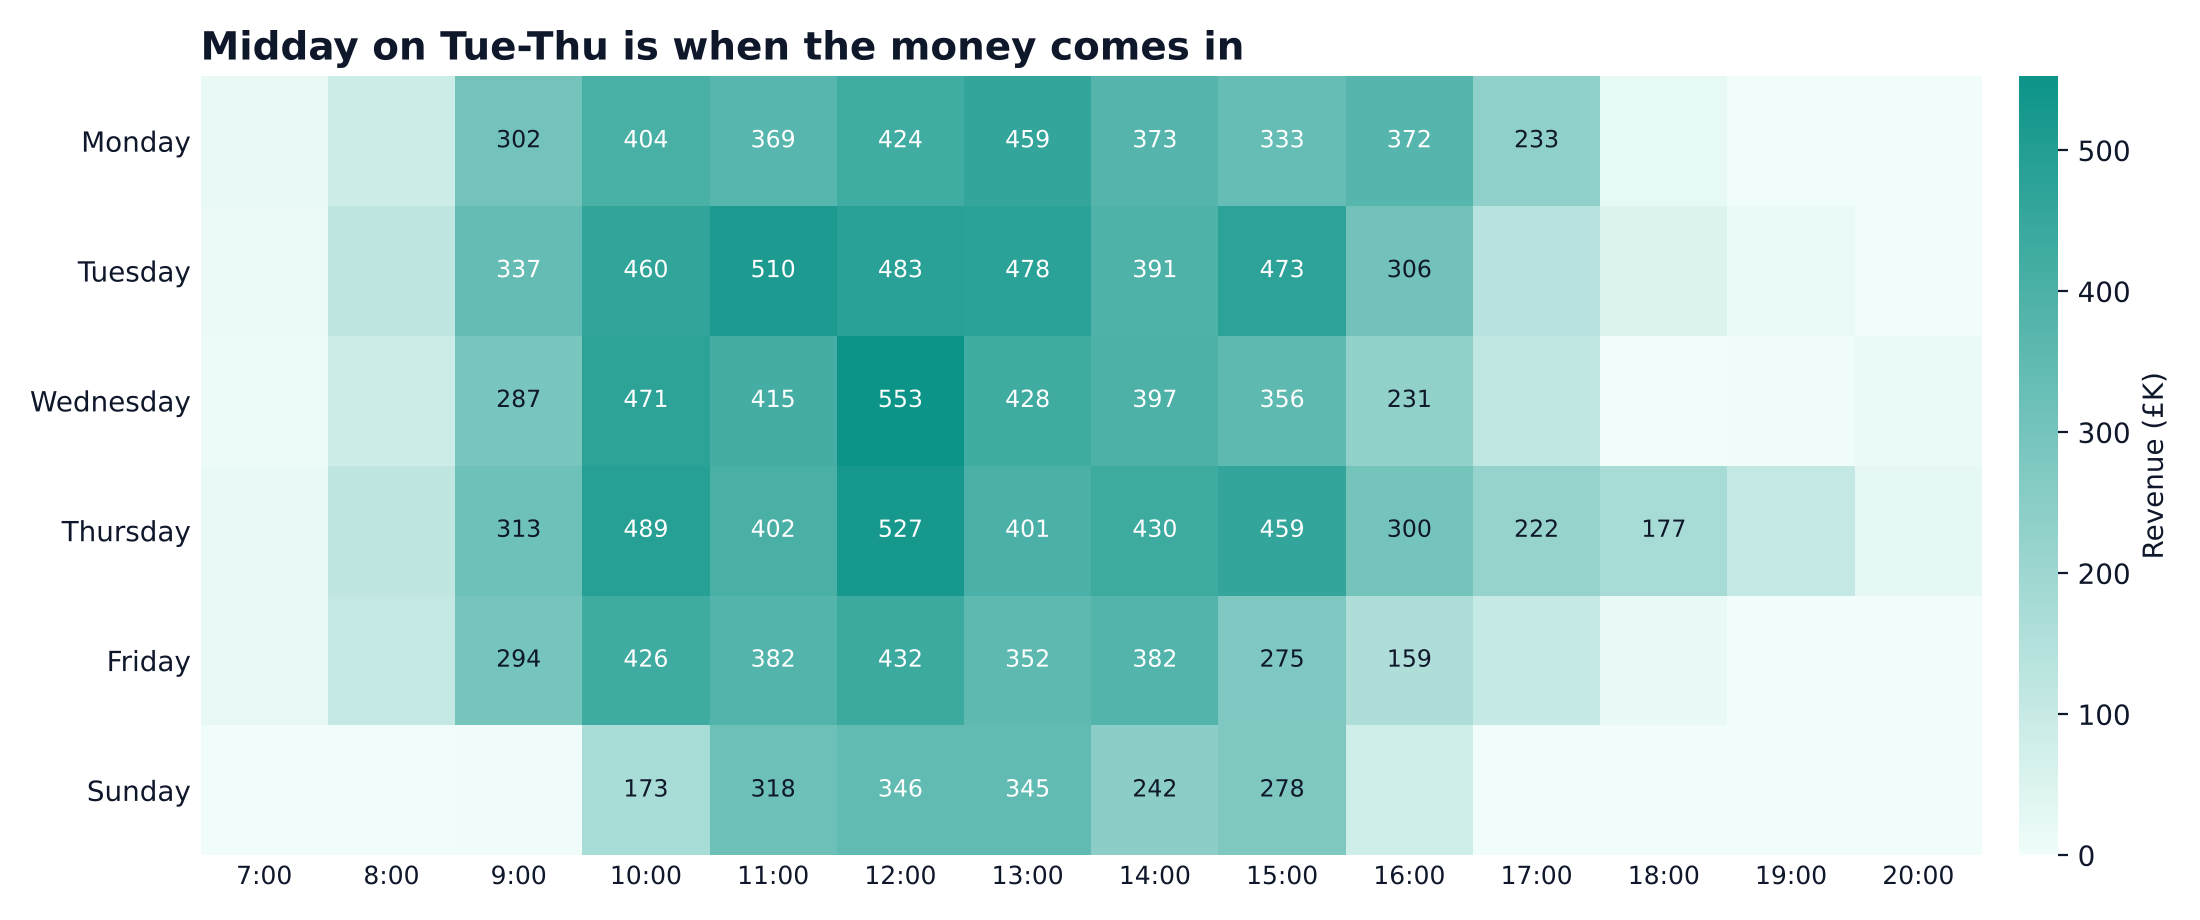 Midday on Tue-Thu is when the money comes in
Monday 302 404 369 424 459 373 333 372 233
Tuesday 337 460 510 483 478 391 473 306
Wednesday 287 471 415 553 428 397 356 231
Thursday 313 489 402 527 401 430 459 300 222 177
Friday 294 426 382 432 352 382 275 159
Sunday 173 318 346 345 242 278
7:00 8:00 9:00 10:00 11:00 12:00 13:00 14:00 15:00 16:00 17:00 18:00 19:00 20:00
500
400
300
200
100
0
Revenue (£K)